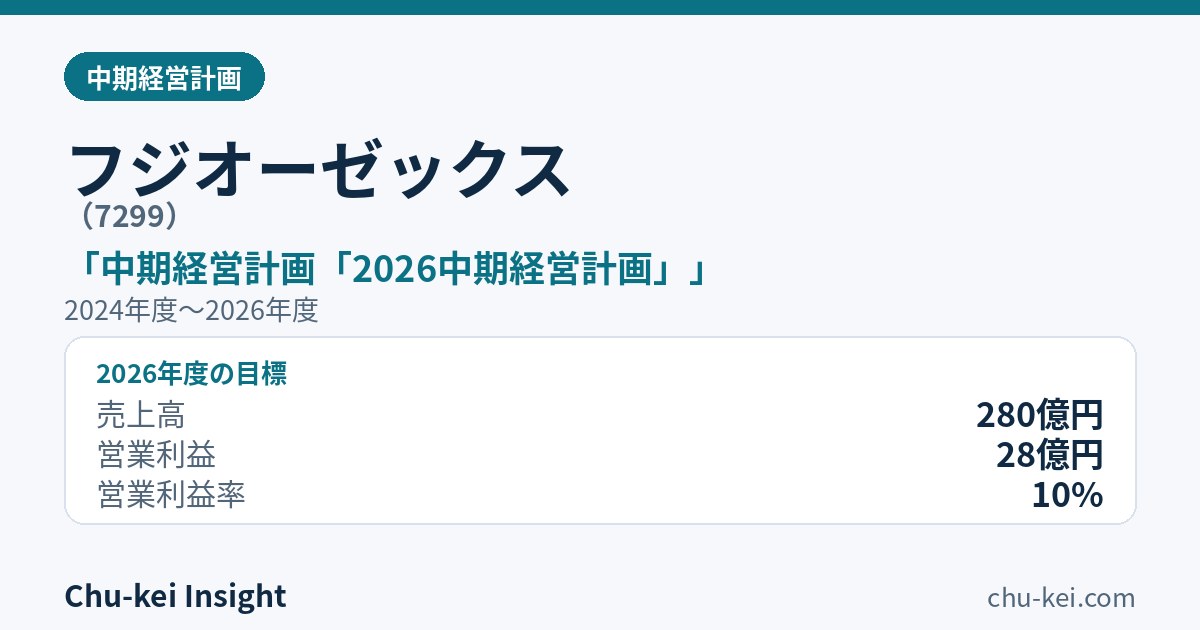 中期経営計画
フジオーゼックス
（7299）
「中期経営計画「2026中期経営計画」」
2024年度～2026年度
2026年度の目標
売上高 280億円
営業利益 28億円
営業利益率 10%
Chu-kei Insight chu-kei.com